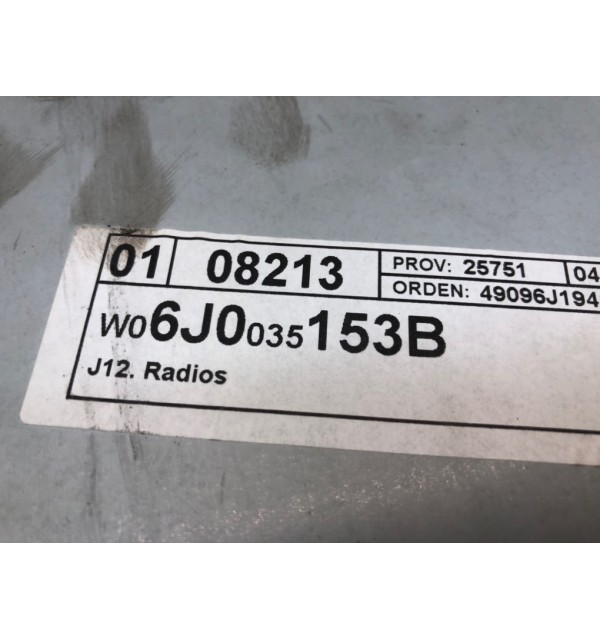 01 08213 PROV: 25751 04
ORDEN: 49096J194
W06J0035153B
J12. Radios